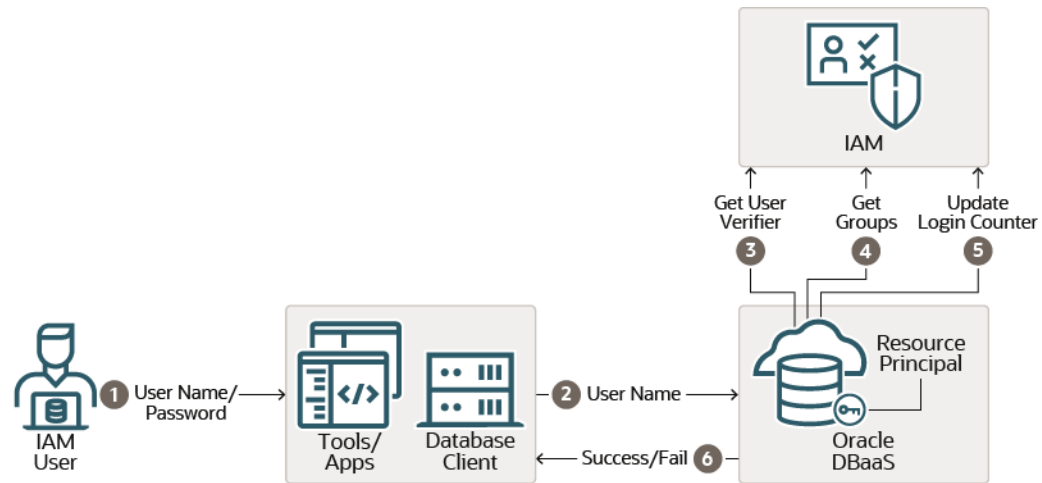 IAM
Get User
Verifier
3
Get
Groups
4
Update
Login Counter
5
Resource
Principal
1
User Name/
Password
2 User Name
IAM
User
Tools/
Apps
Database
Client
Oracle
DBaaS
Success/Fail 6